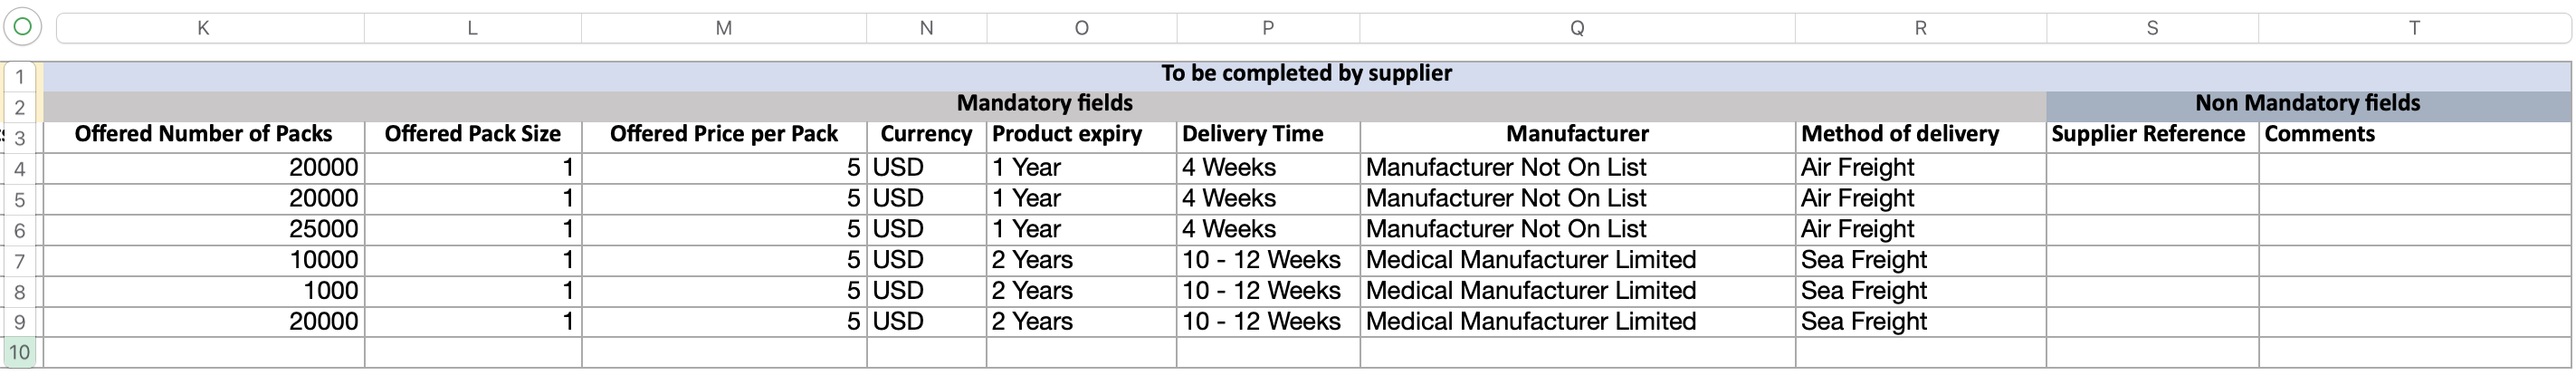 K L M N O P Q R S T
1 To be completed by supplier
2 Mandatory fields Non Mandatory fields
3 Offered Number of Packs Offered Pack Size Offered Price per Pack Currency Product expiry Delivery Time Manufacturer Method of delivery Supplier Reference Comments
4 20000 1 5 USD 1 Year 4 Weeks Manufacturer Not On List Air Freight
5 20000 1 5 USD 1 Year 4 Weeks Manufacturer Not On List Air Freight
6 25000 1 5 USD 1 Year 4 Weeks Manufacturer Not On List Air Freight
7 10000 1 5 USD 2 Years 10 - 12 Weeks Medical Manufacturer Limited Sea Freight
8 1000 1 5 USD 2 Years 10 - 12 Weeks Medical Manufacturer Limited Sea Freight
9 20000 1 5 USD 2 Years 10 - 12 Weeks Medical Manufacturer Limited Sea Freight
10